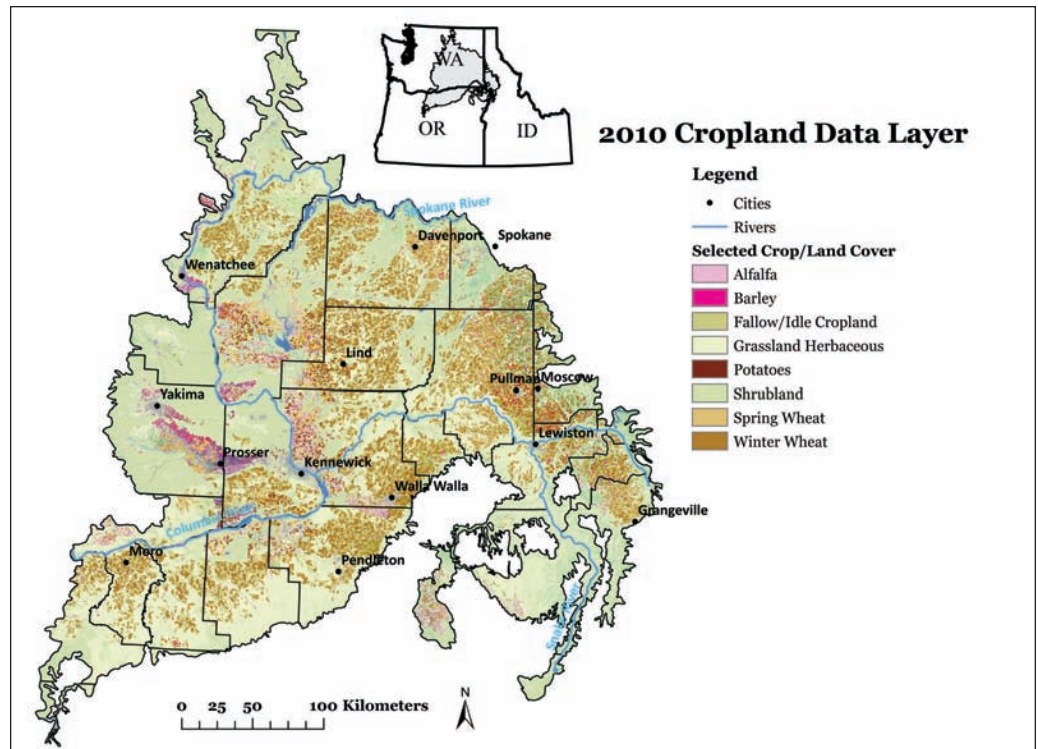 WA
OR
ID
2010 Cropland Data Layer
Legend
Cities
Rivers
Selected Crop/Land Cover
Alfalfa
Barley
Fallow/Idle Cropland
Grassland Herbaceous
Potatoes
Shrubland
Spring Wheat
Winter Wheat
Spokane River
Davenport
Spokane
Wenatchee
Lind
Pullman
Moscow
Yakima
Lewiston
Prosser
Kennewick
Walla Walla
Grangeville
Columbia River
Moro
Pendleton
Snake River
N
0 25 50 100 Kilometers